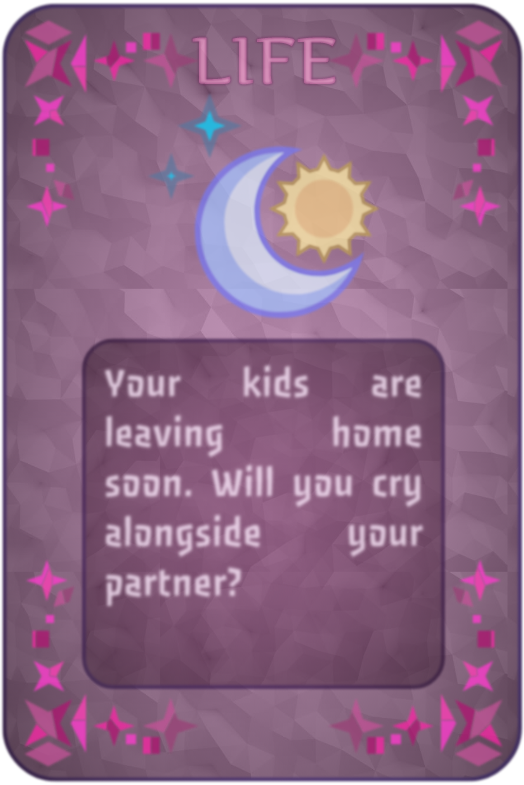 LIFE
Your kids are
leaving home
soon. Will you cry
alongside your
partner?